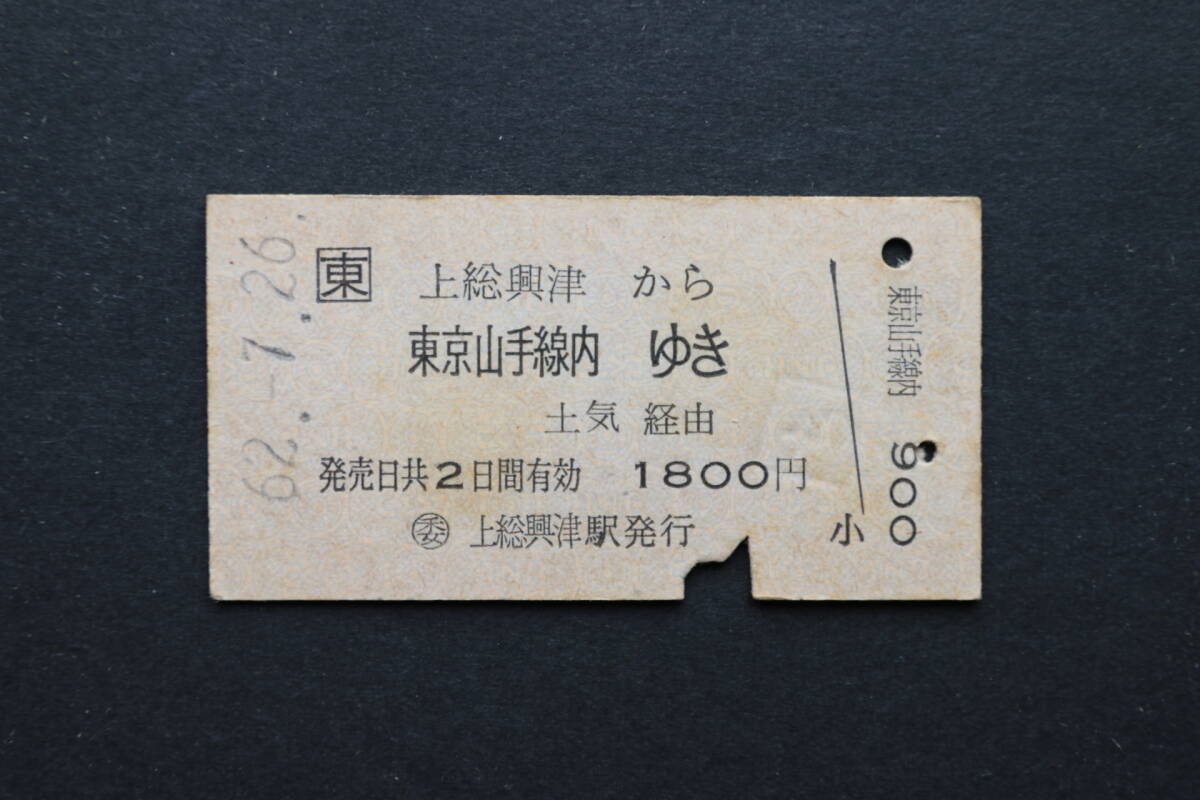 62.-7.26
東 上総興津 から
東京山手線内 ゆき
土気 経由
発売日共2日間有効 1800円
委 上総興津駅発行
小
東京山手線内 900